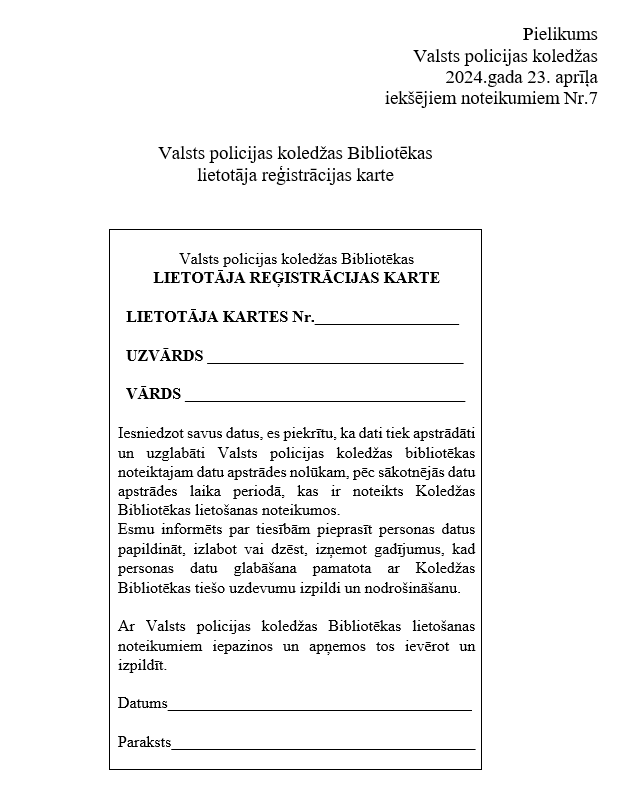 Pielikums
Valsts policijas koledžas
2024.gada 23. aprīļa
iekšējiem noteikumiem Nr.7
Valsts policijas koledžas Bibliotēkas
lietotāja reģistrācijas karte
Valsts policijas koledžas Bibliotēkas
LIETOTĀJA REĢISTRĀCIJAS KARTE
LIETOTĀJA KARTES Nr.__________________
UZVĀRDS ________________________________
VĀRDS ___________________________________
Iesniedzot savus datus, es piekrītu, ka dati tiek apstrādāti
un uzglabāti Valsts policijas koledžas bibliotēkas
noteiktajam datu apstrādes nolūkam, pēc sākotnējās datu
apstrādes laika periodā, kas ir noteikts Koledžas
Bibliotēkas lietošanas noteikumos.
Esmu informēts par tiesībām pieprasīt personas datus
papildināt, izlabot vai dzēst, izņemot gadījumus, kad
personas datu glabāšana pamatota ar Koledžas
Bibliotēkas tiešo uzdevumu izpildi un nodrošināšanu.
Ar Valsts policijas koledžas Bibliotēkas lietošanas
noteikumiem iepazinos un apņemos tos ievērot un
izpildīt.
Datums______________________________________
Paraksts______________________________________